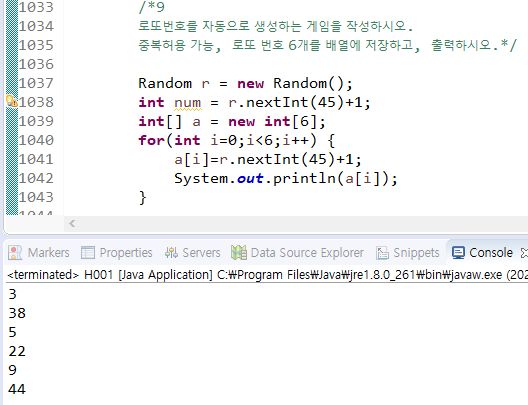 1033 /*9
1034 로또번호를 자동으로 생성하는 게임을 작성하시오.
1035 중복허용 가능, 로또 번호 6개를 배열에 저장하고, 출력하시오.*/
1036
1037 Random r = new Random();
1038 int num = r.nextInt(45)+1;
1039 int[] a = new int[6];
1040 for(int i=0;i<6;i++) {
1041 a[i]=r.nextInt(45)+1;
1042 System.out.println(a[i]);
1043 }
Markers Properties Servers Data Source Explorer Snippets Console
<terminated> H001 [Java Application] C:₩Program Files₩Java₩jre1.8.0_261₩bin₩javaw.exe (202
3
38
5
22
9
44